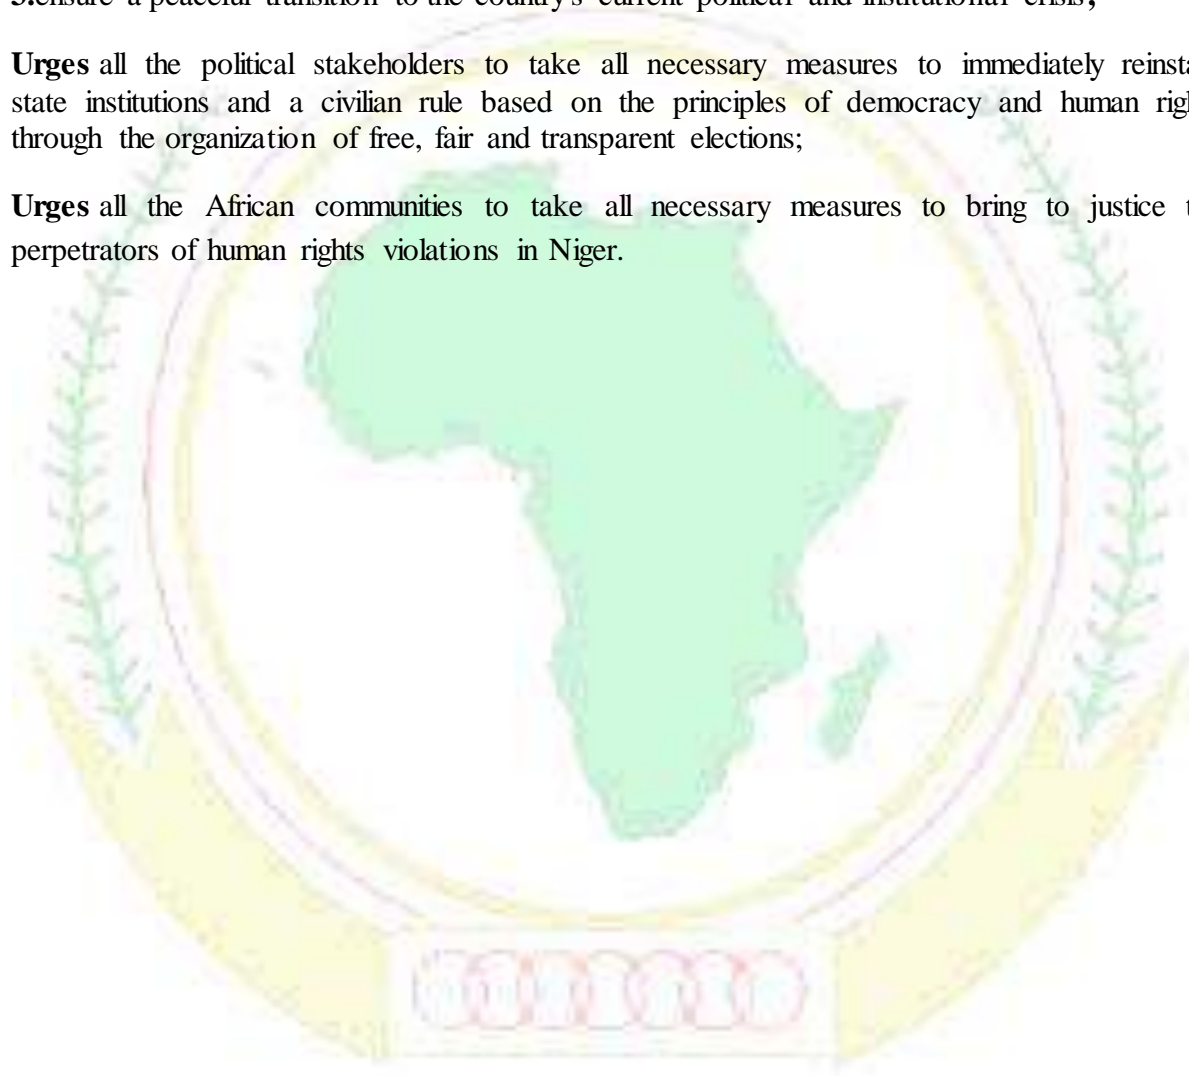 ensure a peaceful transition to the country's current political and institutional crisis;
Urges all the political stakeholders to take all necessary measures to immediately
state institutions and a civilian rule based on the principles of democracy and human
through the organization of free, fair and transparent elections;
Urges all the African communities to take all necessary measures to bring to justice
perpetrators of human rights violations in Niger.